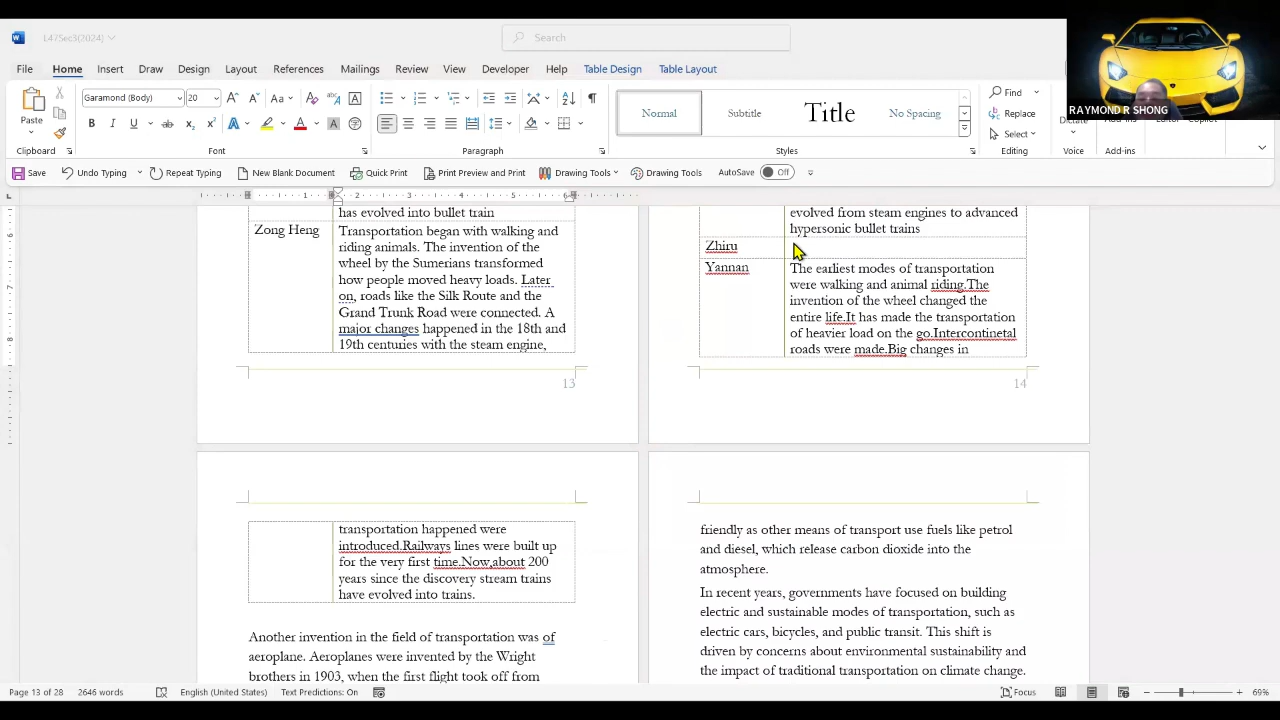 L47Sec3(2024)
Search
RAYMOND R SHONG
File Home Insert Draw Design Layout References Mailings Review View Developer Help Table Design Table Layout
Paste
Garamond (Body) 20
Normal
Subtitle
Title
No Spacing
Find
Replace
Select
Clipboard Font Paragraph Styles Editing Voice Add-ins
Save Undo Typing Repeat Typing New Blank Document Quick Print Print Preview and Print Drawing Tools Drawing Tools AutoSave Off
has evolved into bullet train
Zong Heng
Transportation began with walking and
riding animals. The invention of the
wheel by the Sumerians transformed
how people moved heavy loads. Later
on, roads like the Silk Route and the
Grand Trunk Road were connected. A
major changes happened in the 18th and
19th centuries with the steam engine,
13
evolved from steam engines to advanced
hypersonic bullet trains
Zhiru
Yannan
The earliest modes of transportation
were walking and animal riding.The
invention of the wheel changed the
entire life.It has made the transportation
of heavier load on the go.Intercontinetal
roads were made.Big changes in
14
transportation happened were
introduced.Railways lines were built up
for the very first time.Now,about 200
years since the discovery stream trains
have evolved into trains.
Another invention in the field of transportation was of
aeroplane. Aeroplanes were invented by the Wright
brothers in 1903, when the first flight took off from
friendly as other means of transport use fuels like petrol
and diesel, which release carbon dioxide into the
atmosphere.
In recent years, governments have focused on building
electric and sustainable modes of transportation, such as
electric cars, bicycles, and public transit. This shift is
driven by concerns about environmental sustainability and
the impact of traditional transportation on climate change.
Page 13 of 28 2646 words English (United States) Text Predictions: On Focus 69%